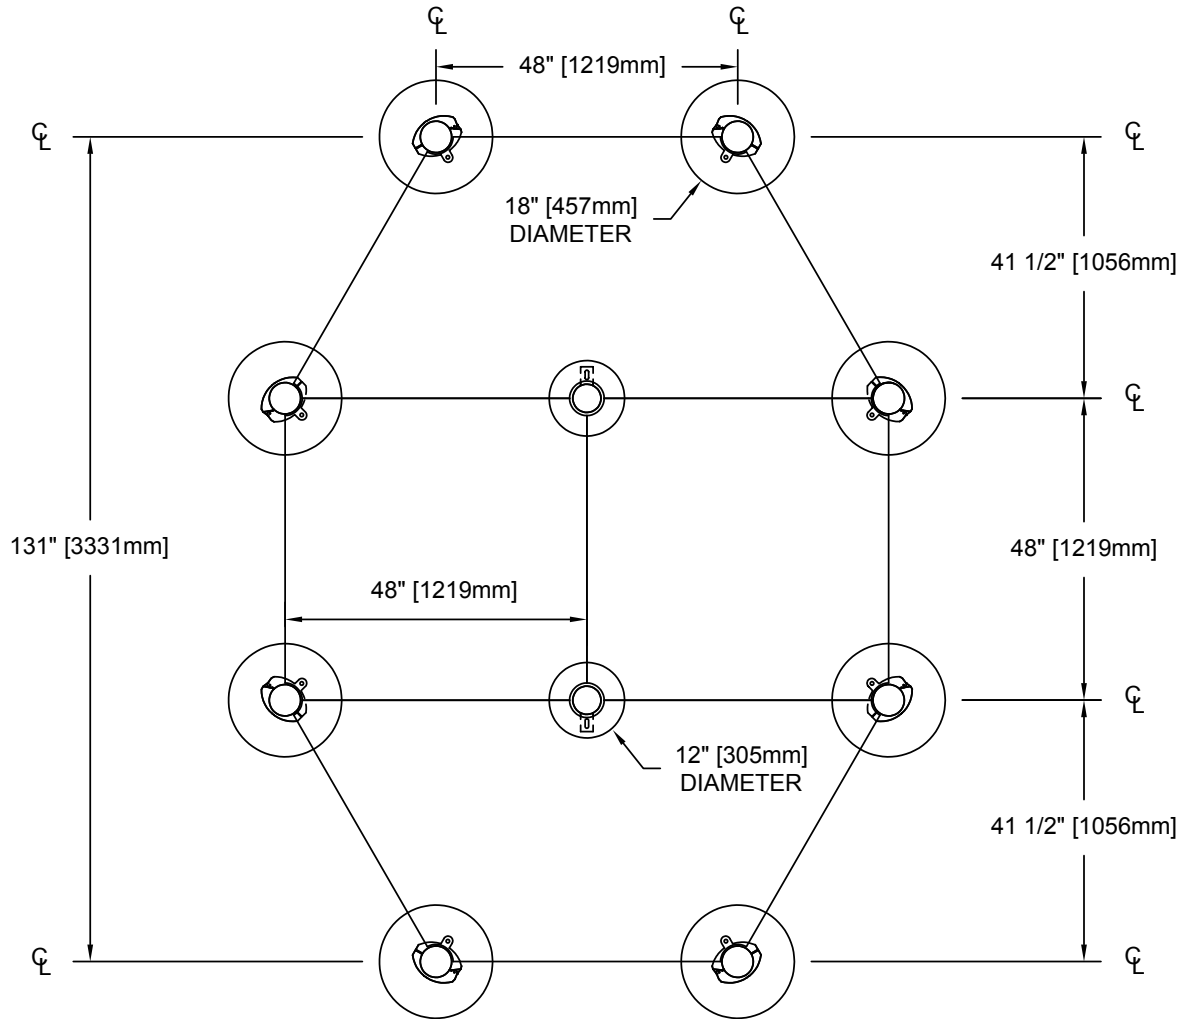 ℄ ℄
48" [1219mm]
℄ ℄
18" [457mm]
DIAMETER
41 1/2" [1056mm]
℄
131" [3331mm]
48" [1219mm]
48" [1219mm]
℄
12" [305mm]
DIAMETER
41 1/2" [1056mm]
℄ ℄